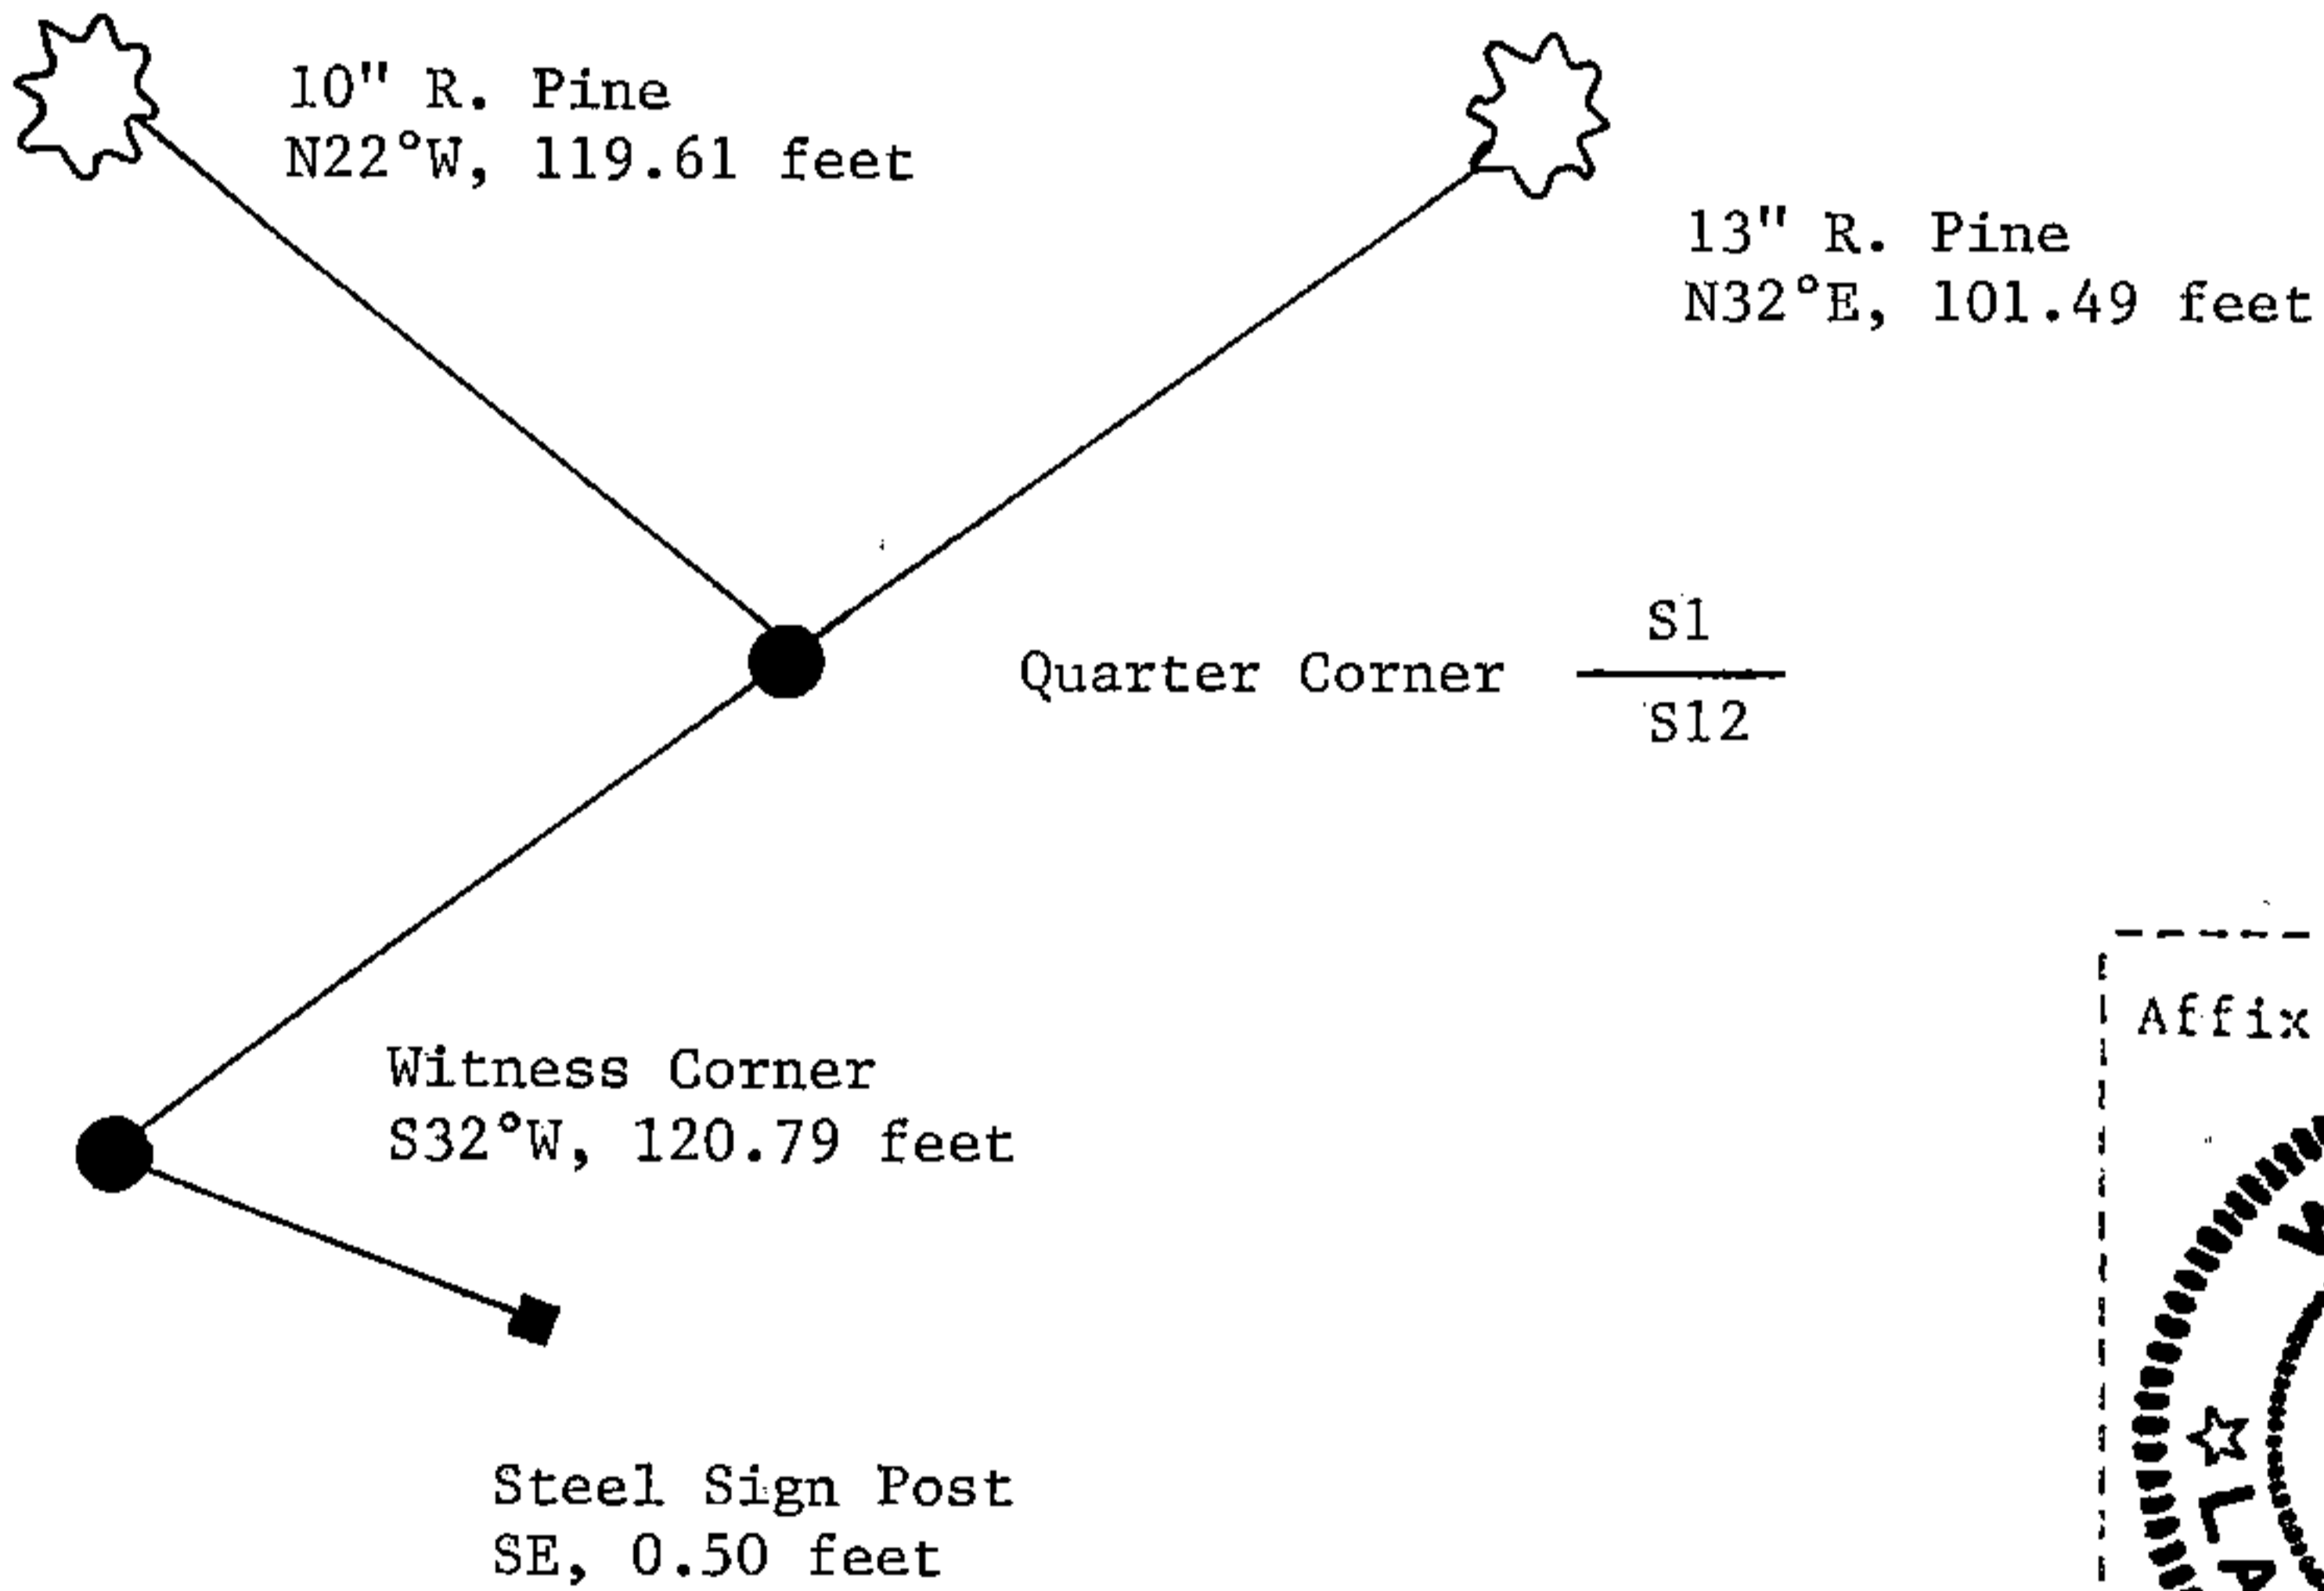 10" R. Pine
N22°W, 119.61 feet
13" R. Pine
N32°E, 101.49 feet
Quarter Corner
S1
S12
Witness Corner
S32°W, 120.79 feet
Affix
Steel Sign Post
SE, 0.50 feet